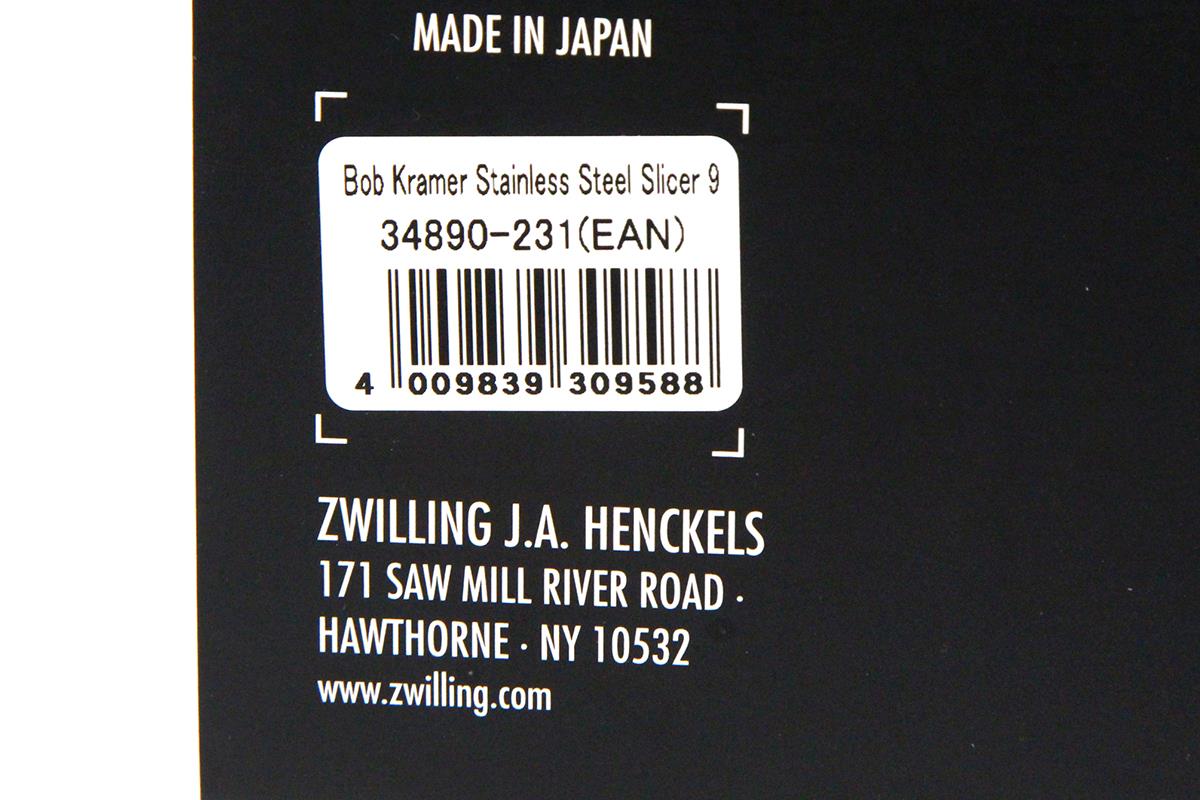 MADE IN JAPAN
Bob Kramer Stainless Steel Slicer 9
34890-231(EAN)
4 009839 309588
ZWILLING J.A. HENCKELS
171 SAW MILL RIVER ROAD ·
HAWTHORNE · NY 10532
www.zwilling.com